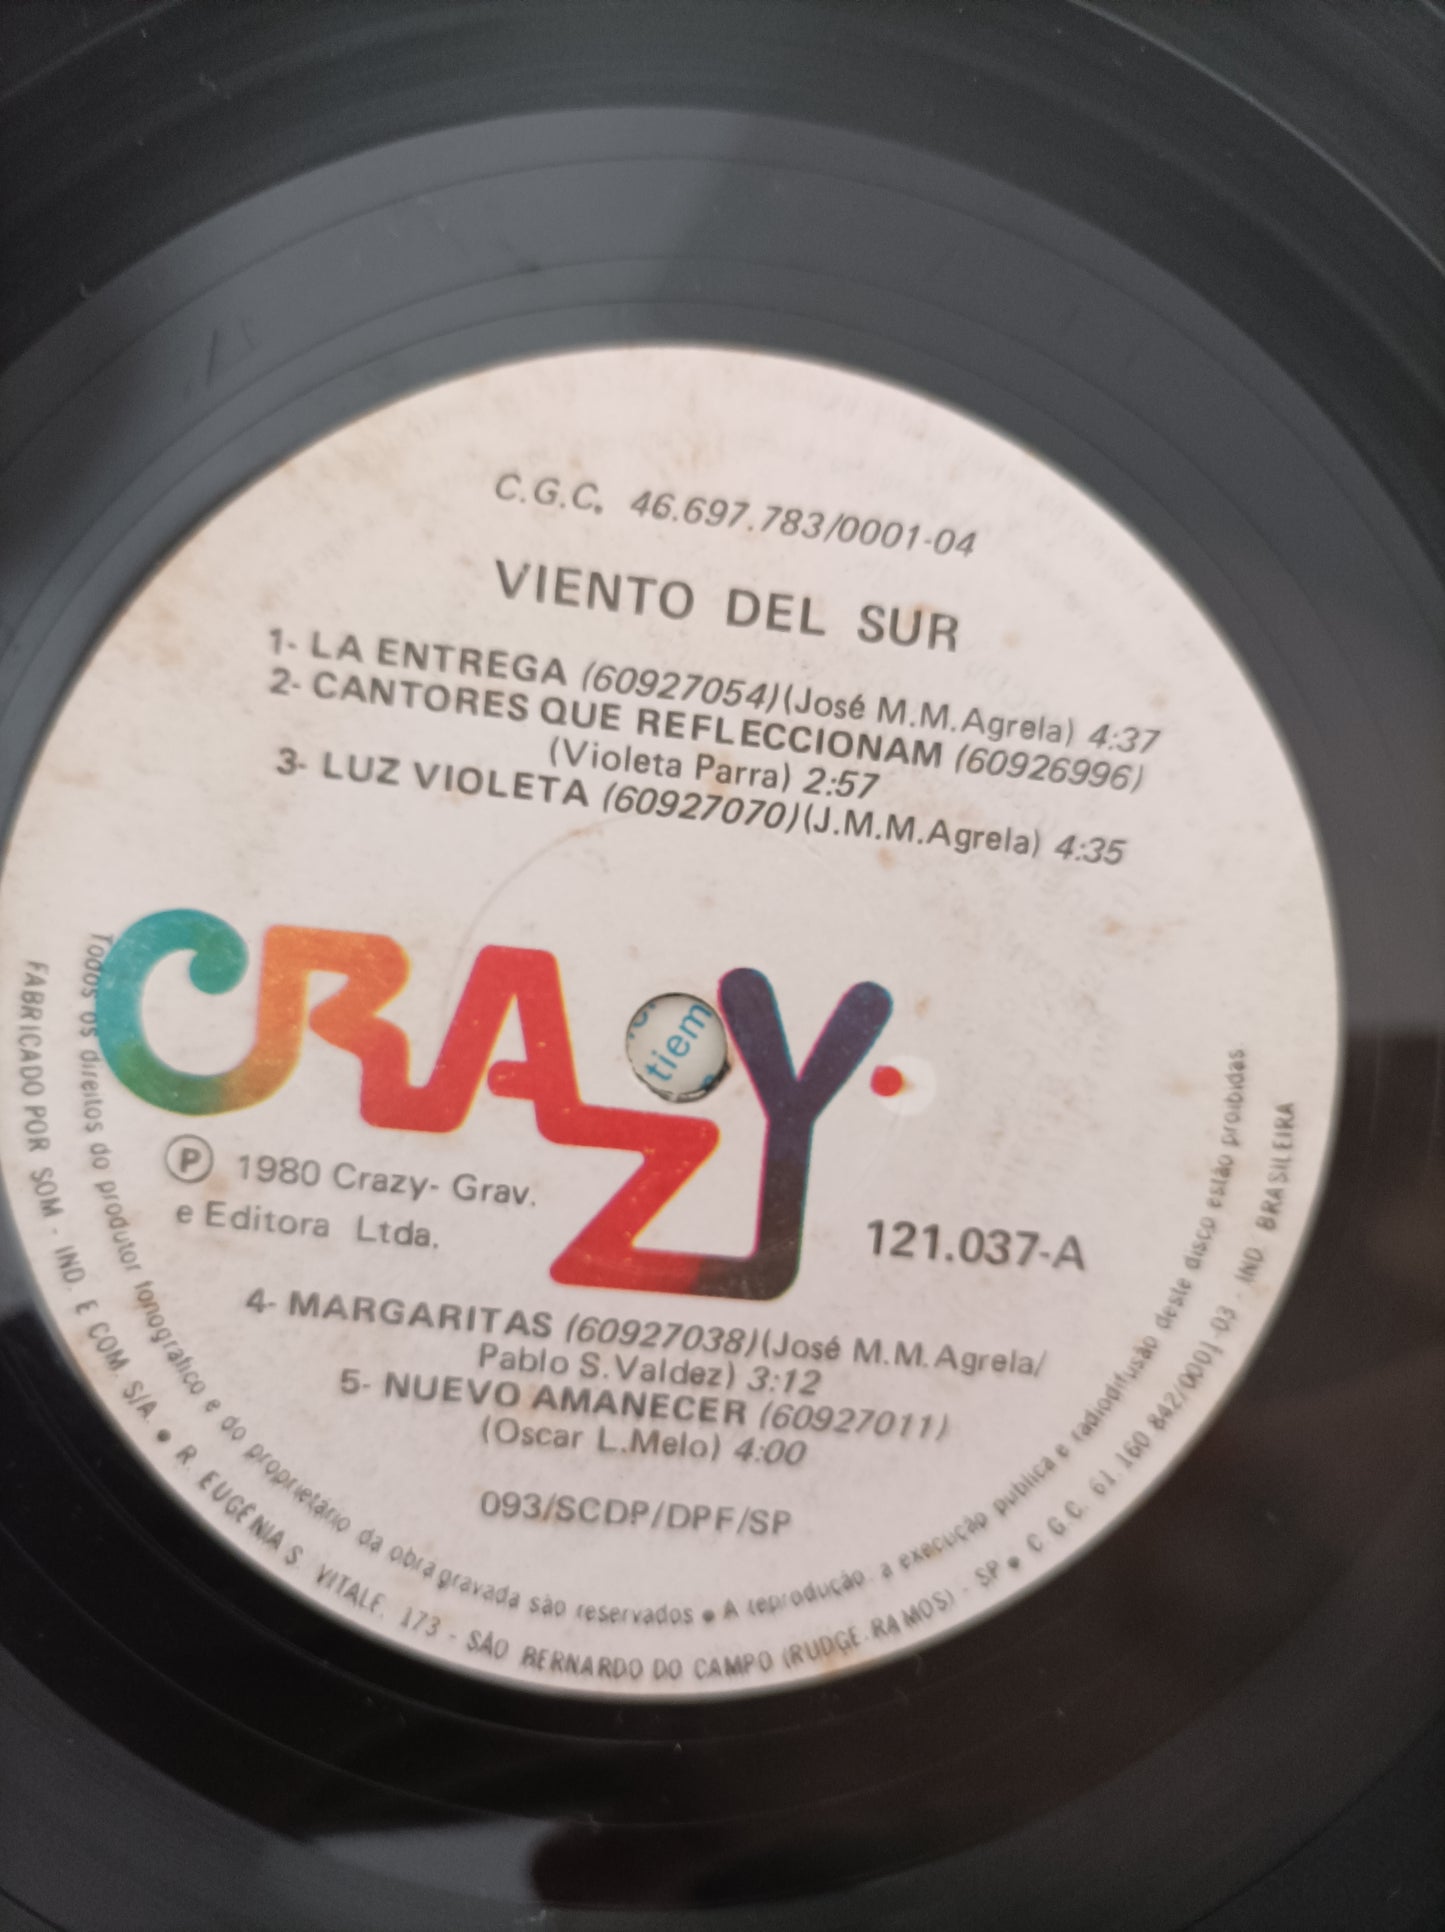 C.G.C. 46.697.783/0001-04
VIENTO DEL SUR
1- LA ENTREGA (60927054)(José M.M.Agrela) 4:37
2- CANTORES QUE REFLECCIONAM (60926996)
(Violeta Parra) 2:57
3- LUZ VIOLETA (60927070)(J.M.M.Agrela) 4:35
CRAZY
tiem
Ⓟ 1980 Crazy- Grav.
e Editora Ltda.
121.037-A
4- MARGARITAS (60927038)(José M.M.Agrela/
Pablo S.Valdez) 3:12
5- NUEVO AMANECER (60927011)
(Oscar L.Melo) 4:00
093/SCDP/DPF/SP
Todos os direitos do produtor fonográfico e do proprietário da obra gravada são reservados • A reprodução. a execução pública e radiodifusão deste disco estão proibidas
FABRICADO POR SOM - IND. E COM. S/A. • R. EUGÊNIA S. VITALE. 173 - SÃO BERNARDO DO CAMPO (RUDGE-RAMOS) - SP • C.G.C. 61.160.842/0001-03 - IND. BRASILEIRA